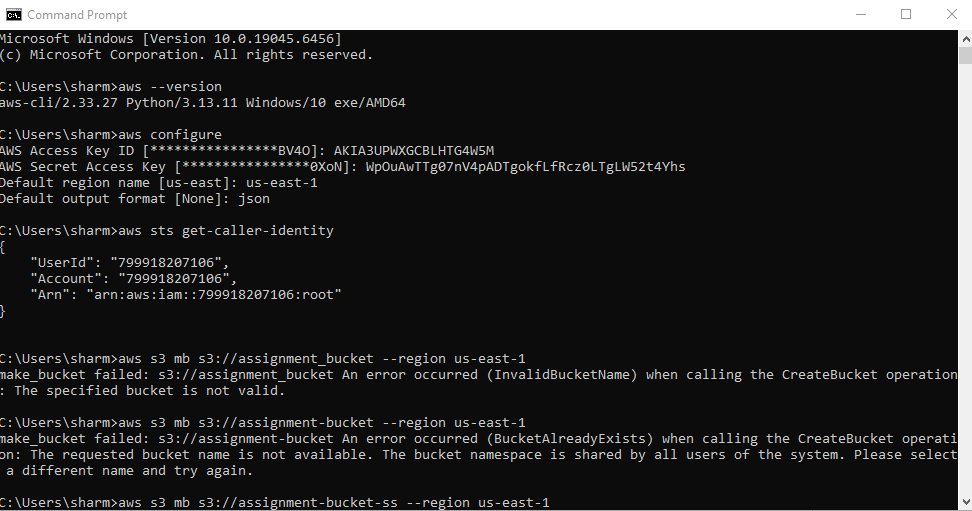 Command Prompt
Microsoft Windows [Version 10.0.19045.6456]
(c) Microsoft Corporation. All rights reserved.
C:\Users\sharm>aws --version
aws-cli/2.33.27 Python/3.13.11 Windows/10 exe/AMD64
C:\Users\sharm>aws configure
AWS Access Key ID [****************BV4O]: AKIA3UPWXGCBLHTG4W5M
AWS Secret Access Key [****************0XoN]: 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
Default region name [us-east]: us-east-1
Default output format [None]: json
C:\Users\sharm>aws sts get-caller-identity
{
"UserId": "799918207106",
"Account": "799918207106",
"Arn": "arn:aws:iam::799918207106:root"
}
C:\Users\sharm>aws s3 mb s3://assignment_bucket --region us-east-1
make_bucket failed: s3://assignment_bucket An error occurred (InvalidBucketName) when calling the CreateBucket operation
: The specified bucket is not valid.
C:\Users\sharm>aws s3 mb s3://assignment-bucket --region us-east-1
make_bucket failed: s3://assignment-bucket An error occurred (BucketAlreadyExists) when calling the CreateBucket operati
on: The requested bucket name is not available. The bucket namespace is shared by all users of the system. Please select
a different name and try again.
C:\Users\sharm>aws s3 mb s3://assignment-bucket-ss --region us-east-1